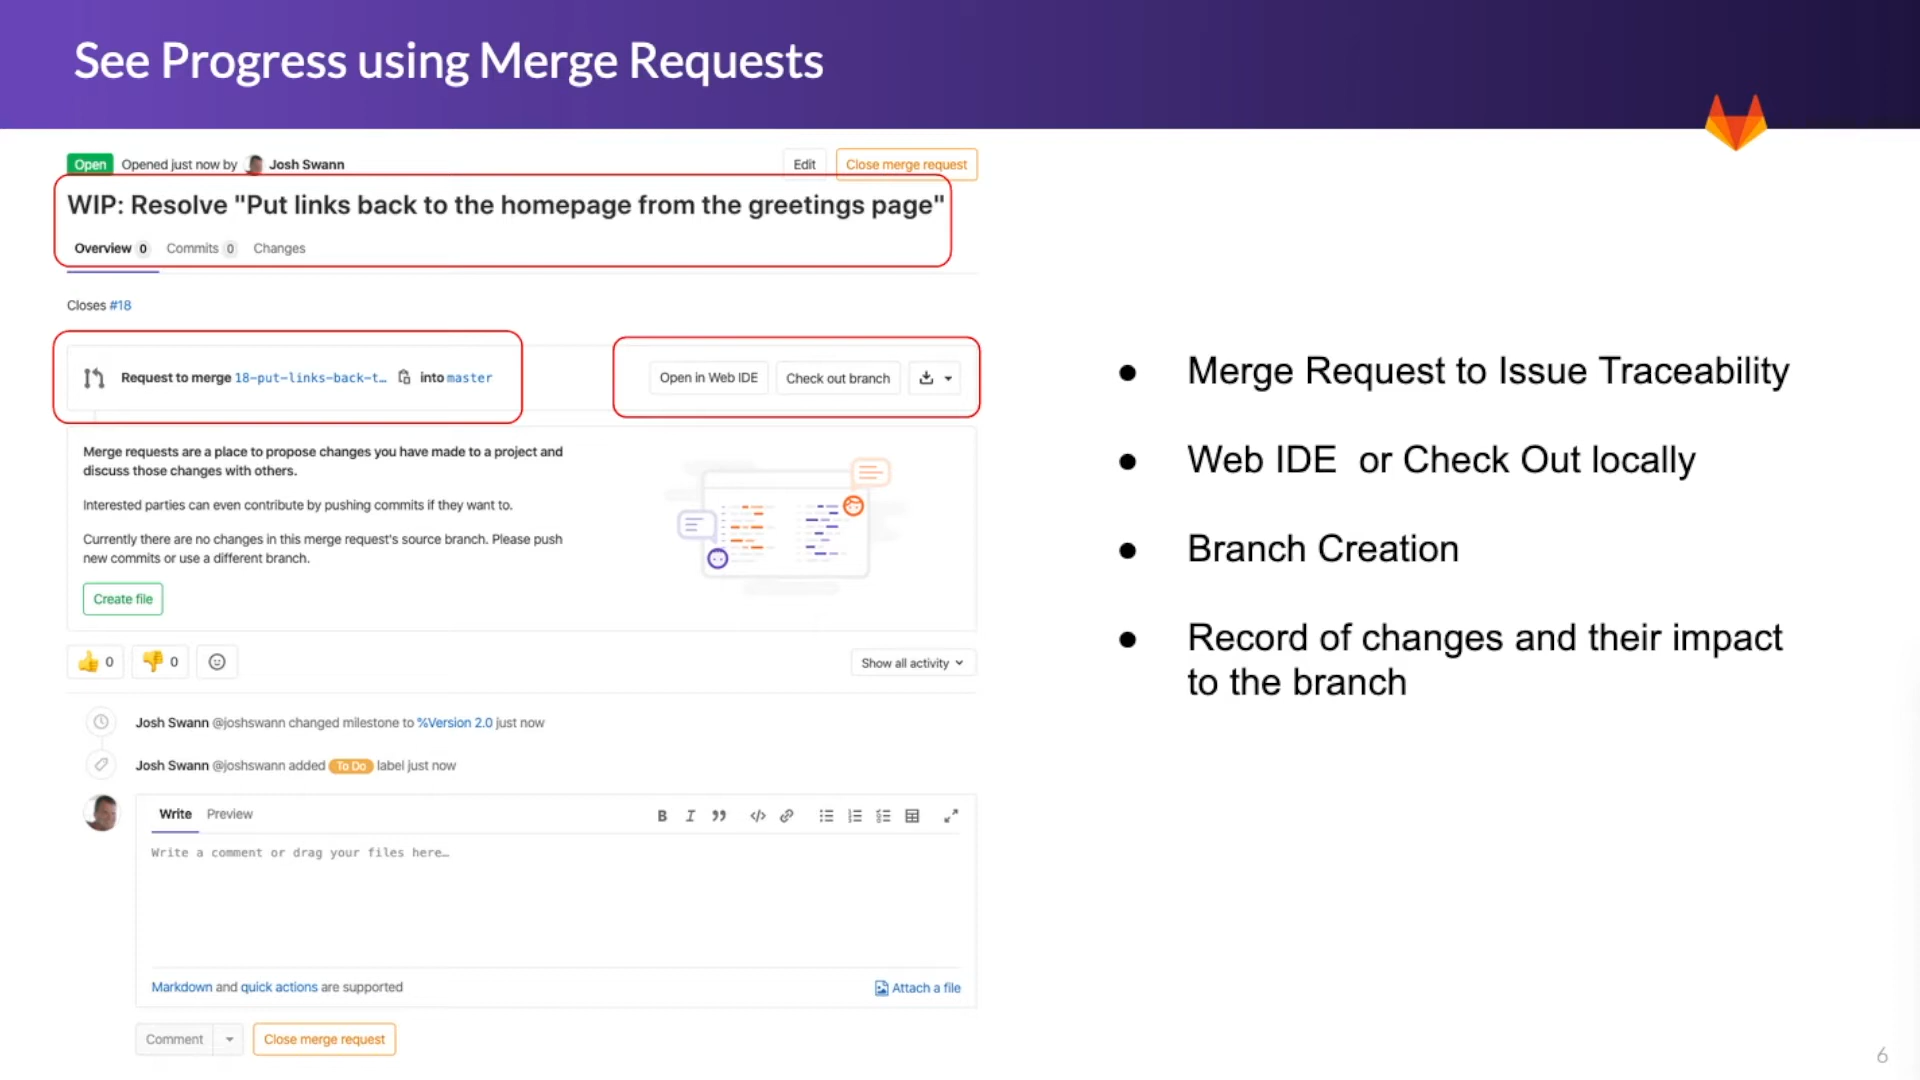 See Progress using Merge Requests
Open Opened just now by Josh Swann Edit Close merge request
WIP: Resolve "Put links back to the homepage from the greetings page"
Overview 0 Commits 0 Changes
Closes #18
Request to merge 18-put-links-back-t… into master Open in Web IDE Check out branch
Merge requests are a place to propose changes you have made to a project and
discuss those changes with others.
Interested parties can even contribute by pushing commits if they want to.
Currently there are no changes in this merge request's source branch. Please push
new commits or use a different branch.
Create file
0 0 Show all activity
Josh Swann @joshswann changed milestone to %Version 2.0 just now
Josh Swann @joshswann added To Do label just now
Write Preview
Write a comment or drag your files here…
Markdown and quick actions are supported Attach a file
Comment Close merge request
● Merge Request to Issue Traceability
● Web IDE or Check Out locally
● Branch Creation
● Record of changes and their impact
to the branch
6